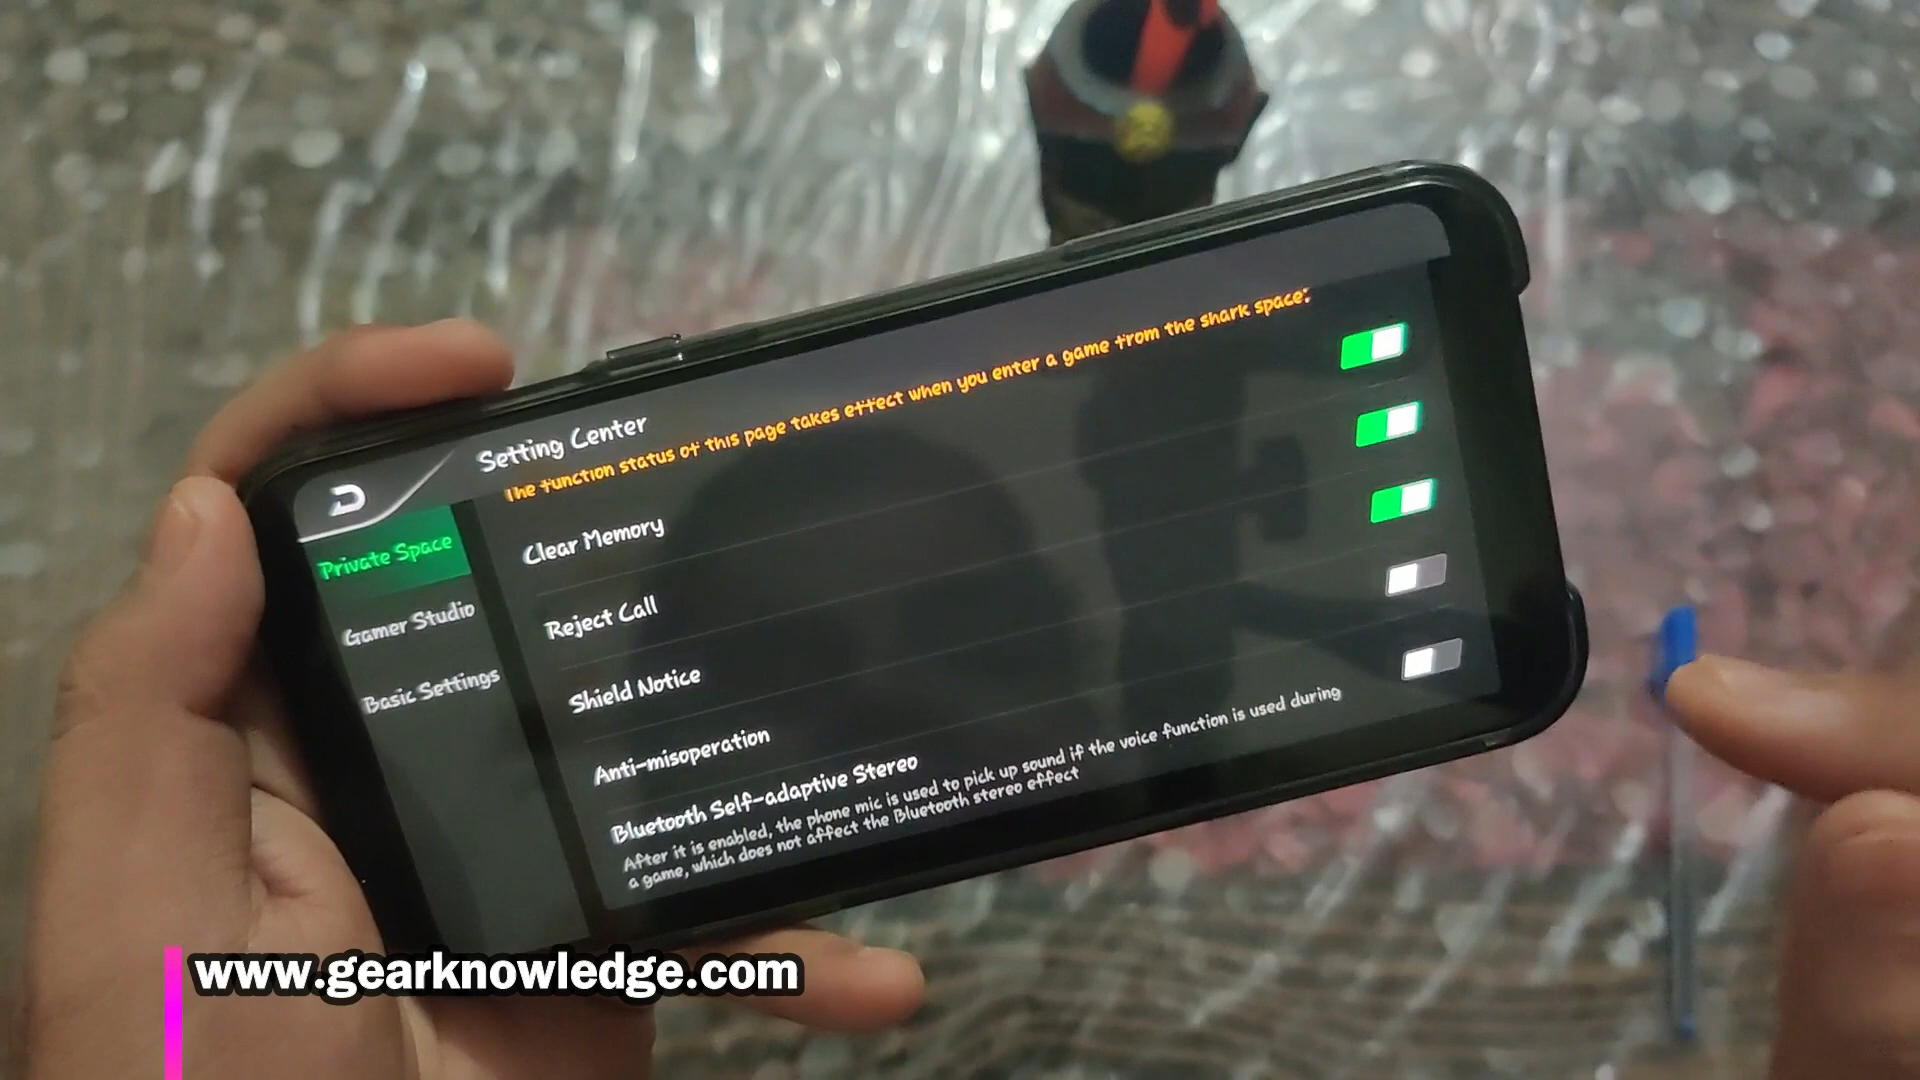 Setting Center
The function status of this page takes effect when you enter a game from the shark space:
Private Space
Gamer Studio
Basic Settings
Clear Memory
Reject Call
Shield Notice
Anti-misoperation
Bluetooth Self-adaptive Stereo
After it is enabled, the phone mic is used to pick up sound if the voice function is used during
a game, which does not affect the Bluetooth stereo effect
www.gearknowledge.com